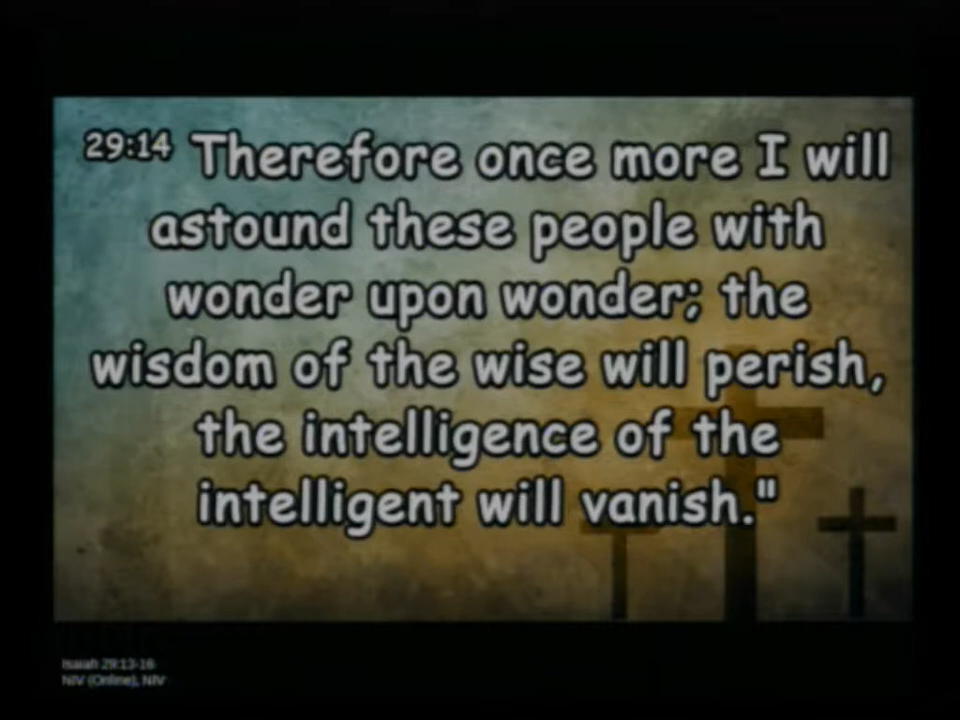 29:14 Therefore once more I will
astound these people with
wonder upon wonder; the
wisdom of the wise will perish,
the intelligence of the
intelligent will vanish."
Isaiah 29:13-16
NIV (Online), NIV